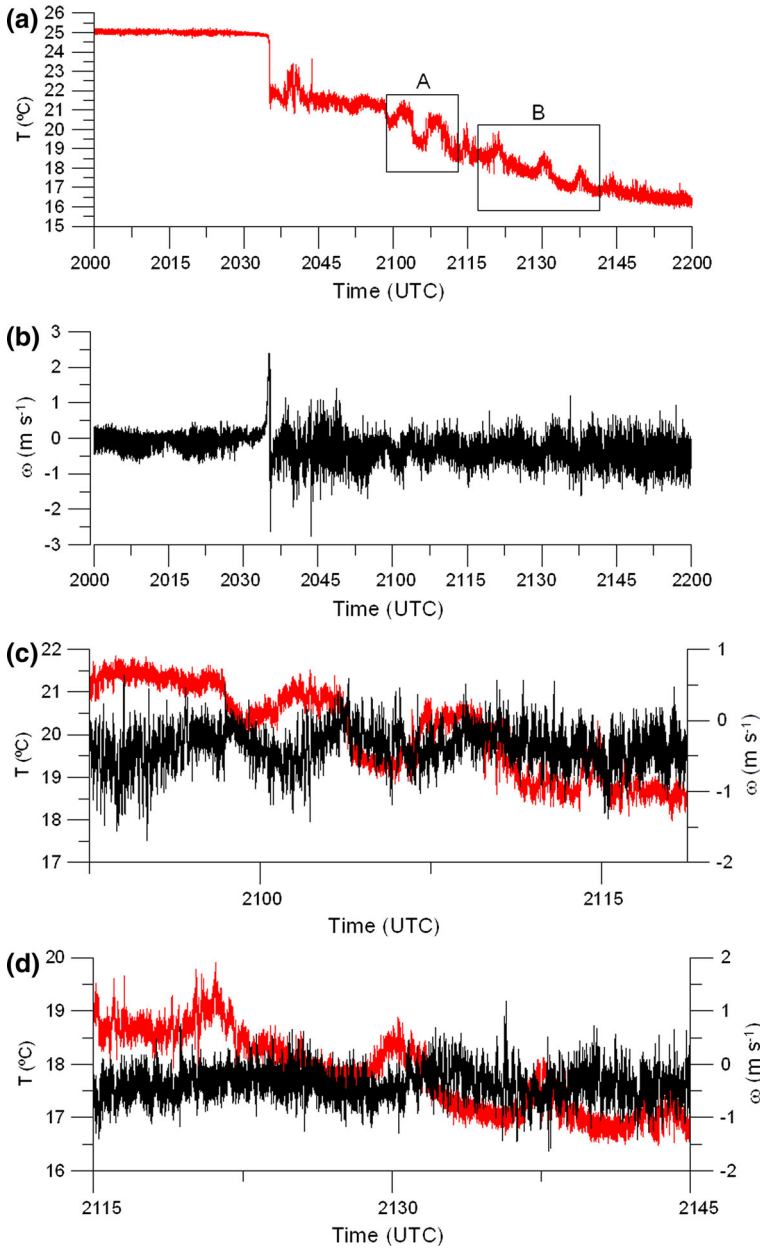 (a)
26
25
24
23
22
21
20
19
18
17
16
15
T (ºC)
A
B
2000 2015 2030 2045 2100 2115 2130 2145 2200
Time (UTC)
(b)
3
2
1
0
-1
-2
-3
ω (m s⁻¹)
2000 2015 2030 2045 2100 2115 2130 2145 2200
Time (UTC)
(c)
22
21
20
19
18
17
T (ºC)
1
0
-1
-2
ω (m s⁻¹)
2100 2115
Time (UTC)
(d)
20
19
18
17
16
T (ºC)
2
1
0
-1
-2
ω (m s⁻¹)
2115 2130 2145
Time (UTC)